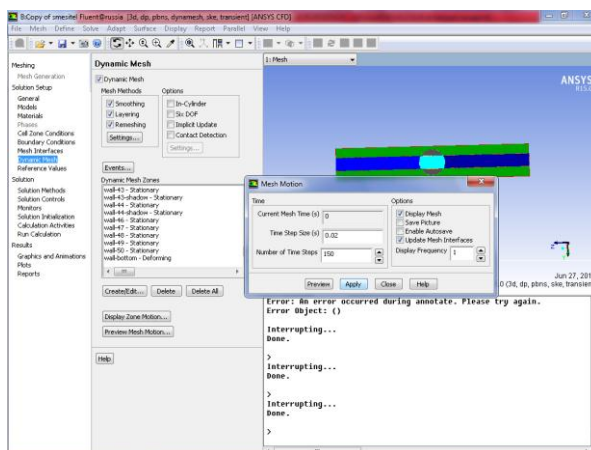 B:Copy of smesitel Fluent@russia [3d, dp, pbns, dynamesh, ske, transient] [ANSYS CFD]
File Mesh Define Solve Adapt Surface Display Report Parallel View Help
Meshing
Mesh Generation
Solution Setup
General
Models
Materials
Phases
Cell Zone Conditions
Boundary Conditions
Mesh Interfaces
Dynamic Mesh
Reference Values
Solution
Solution Methods
Solution Controls
Monitors
Solution Initialization
Calculation Activities
Run Calculation
Results
Graphics and Animations
Plots
Reports
Dynamic Mesh
Dynamic Mesh
Mesh Methods
Smoothing
Layering
Remeshing
Settings...
Options
In-Cylinder
Six DOF
Implicit Update
Contact Detection
Settings...
Events...
Dynamic Mesh Zones
wall-43 - Stationary
wall-43-shadow - Stationary
wall-44 - Stationary
wall-44-shadow - Stationary
wall-46 - Stationary
wall-47 - Stationary
wall-48 - Stationary
wall-49 - Stationary
wall-50 - Stationary
wall-bottom - Deforming
Create/Edit... Delete Delete All
Display Zone Motion...
Preview Mesh Motion...
Help
1: Mesh
ANSYS
Mesh Motion
Time
Current Mesh Time (s) 0
Time Step Size (s) 0.02
Number of Time Steps 150
Options
Display Mesh
Save Picture
Enable Autosave
Update Mesh Interfaces
Display Frequency 1
Preview Apply Close Help
Jun 27, 201
.0 (3d, dp, pbns, ske, transien
Error: An error occurred during annotate. Please try again.
Error Object: ()
Interrupting...
Done.
>
Interrupting...
Done.
>
Interrupting...
Done.
>